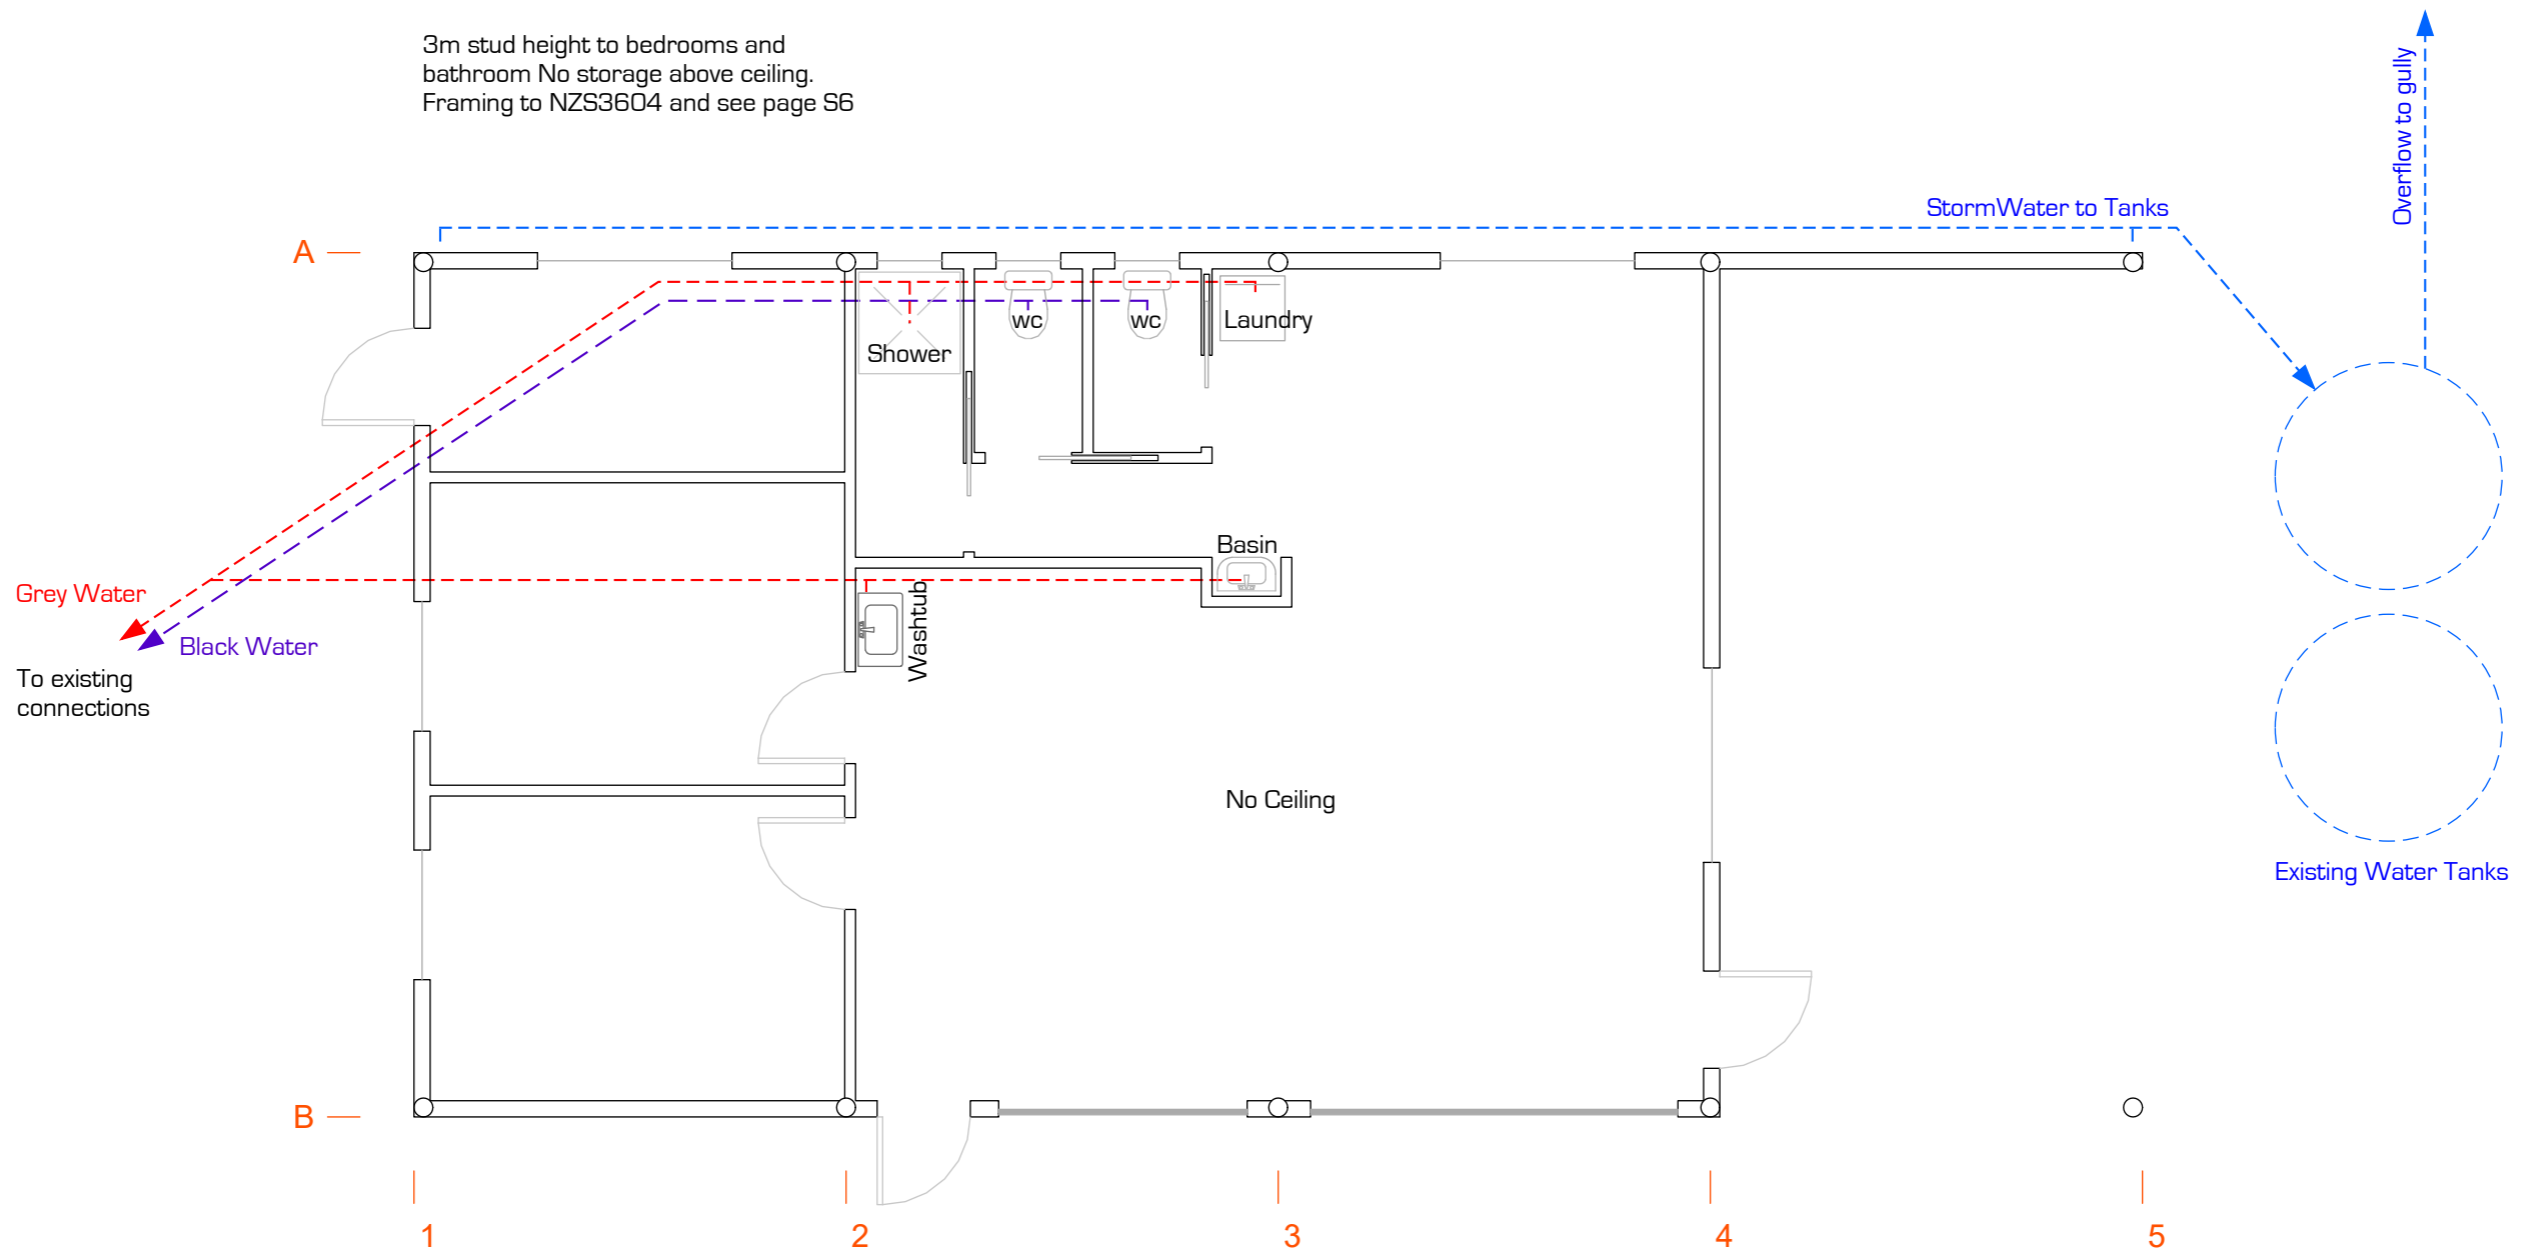 3m stud height to bedrooms and
bathroom No storage above ceiling.
Framing to NZS3604 and see page S6
Overflow to gully
StormWater to Tanks
A
wc
wc
Laundry
Shower
Basin
Grey Water
Washtub
Black Water
To existing
connections
No Ceiling
Existing Water Tanks
B
1
2
3
4
5